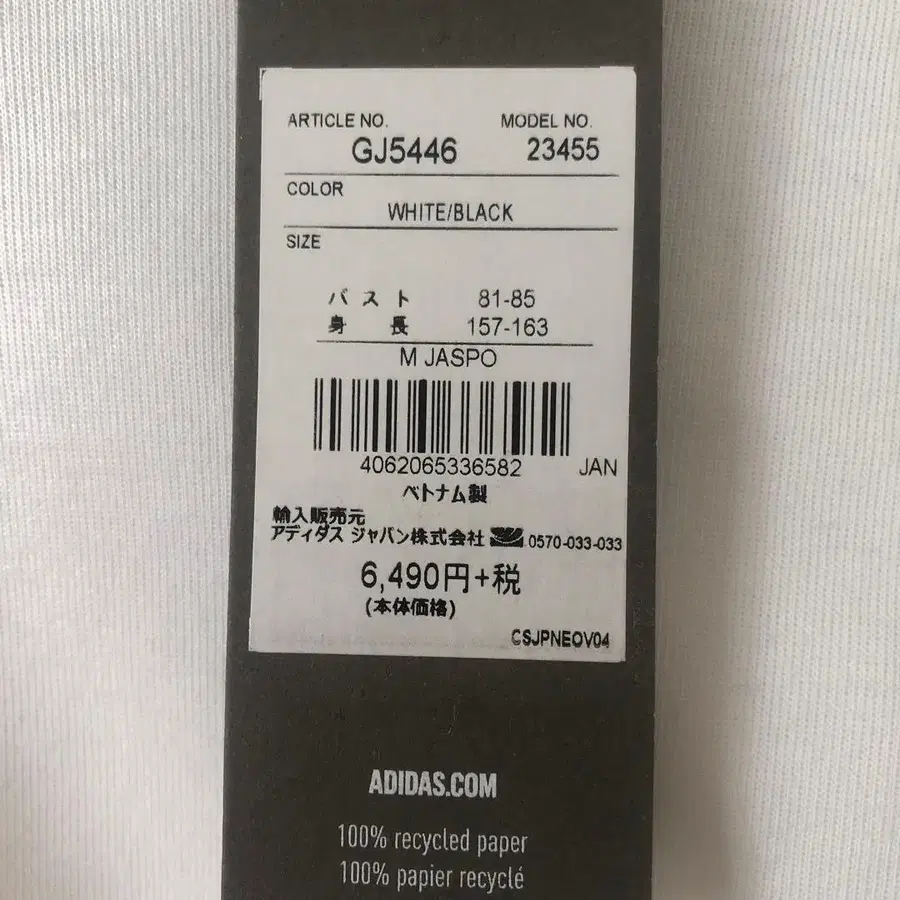 ARTICLE NO. MODEL NO.
GJ5446 23455
COLOR
WHITE/BLACK
SIZE
バスト 81-85
身長 157-163
M JASPO
4062065336582 JAN
ベトナム製
輸入販売元
アディダス ジャパン株式会社 0570-033-033
6,490円+税
(本体価格)
CSJPNEOV04
ADIDAS.COM
100% recycled paper
100% papier recyclé